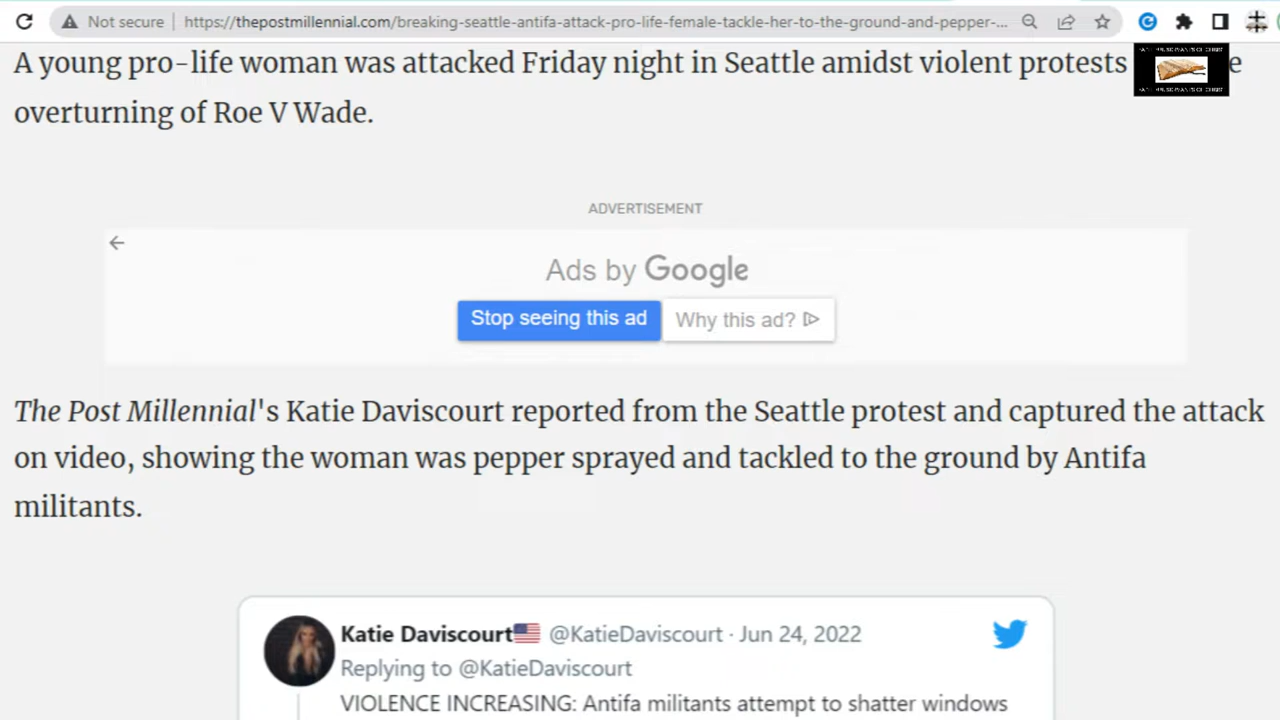 Not secure
https://thepostmillennial.com/breaking-seattle-antifa-attack-pro-life-female-tackle-her-to-the-ground-and-pepper-...
A young pro-life woman was attacked Friday night in Seattle amidst violent protests e
overturning of Roe V Wade.
ADVERTISEMENT
Ads by Google
Stop seeing this ad
Why this ad?
The Post Millennial's Katie Daviscourt reported from the Seattle protest and captured the attack
on video, showing the woman was pepper sprayed and tackled to the ground by Antifa
militants.
Katie Daviscourt @KatieDaviscourt · Jun 24, 2022
Replying to @KatieDaviscourt
VIOLENCE INCREASING: Antifa militants attempt to shatter windows